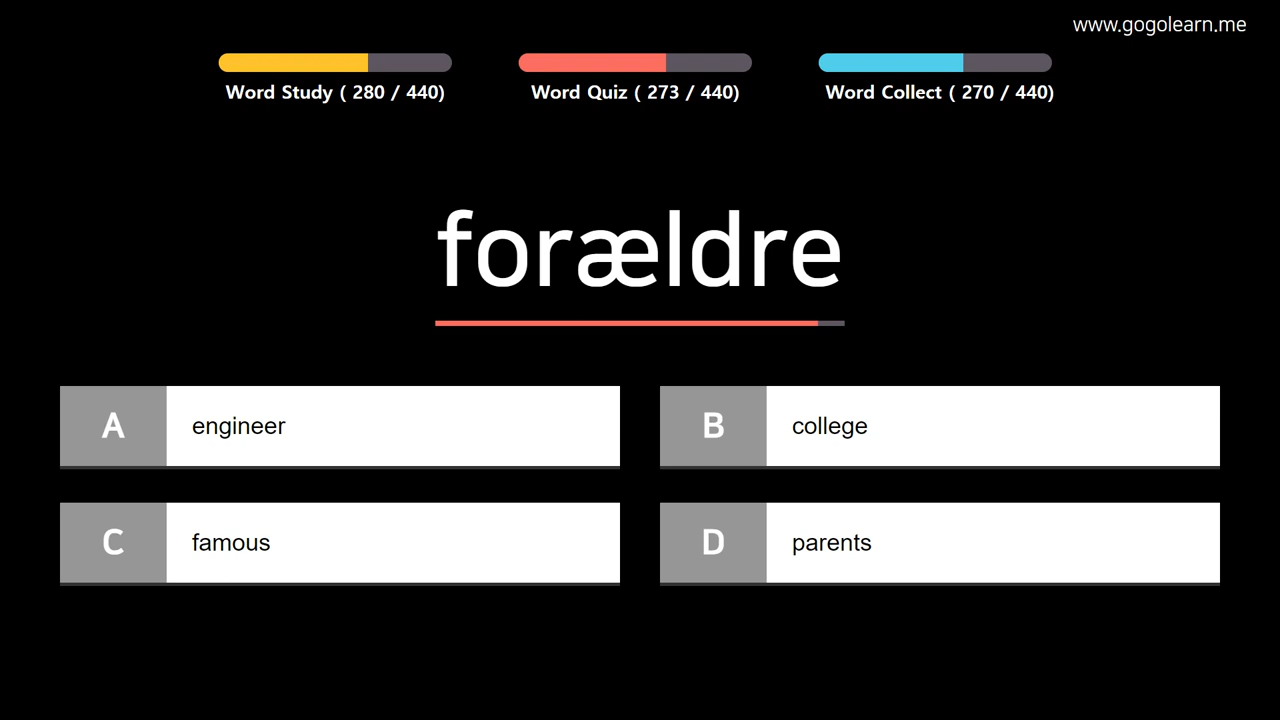 www.gogolearn.me
Word Study ( 280 / 440)
Word Quiz ( 273 / 440)
Word Collect ( 270 / 440)
forældre
A engineer
B college
C famous
D parents